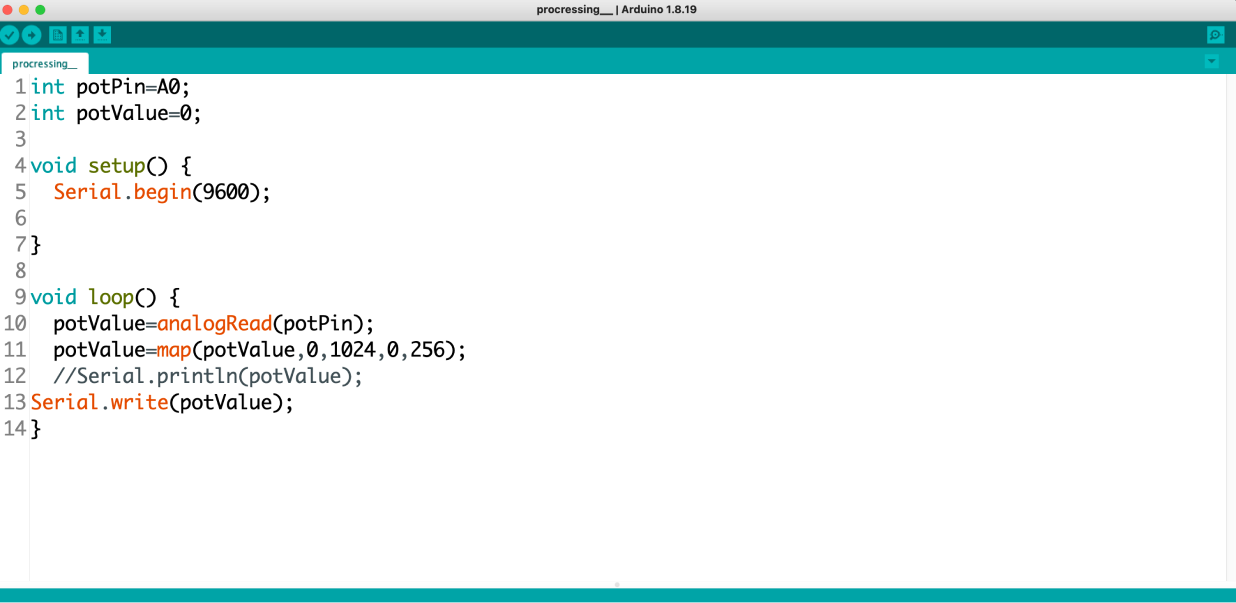 procressing__ | Arduino 1.8.19
procressing__
1 int potPin=A0;
2 int potValue=0;
3
4 void setup() {
5   Serial.begin(9600);
6
7 }
8
9 void loop() {
10   potValue=analogRead(potPin);
11   potValue=map(potValue,0,1024,0,256);
12   //Serial.println(potValue);
13 Serial.write(potValue);
14 }